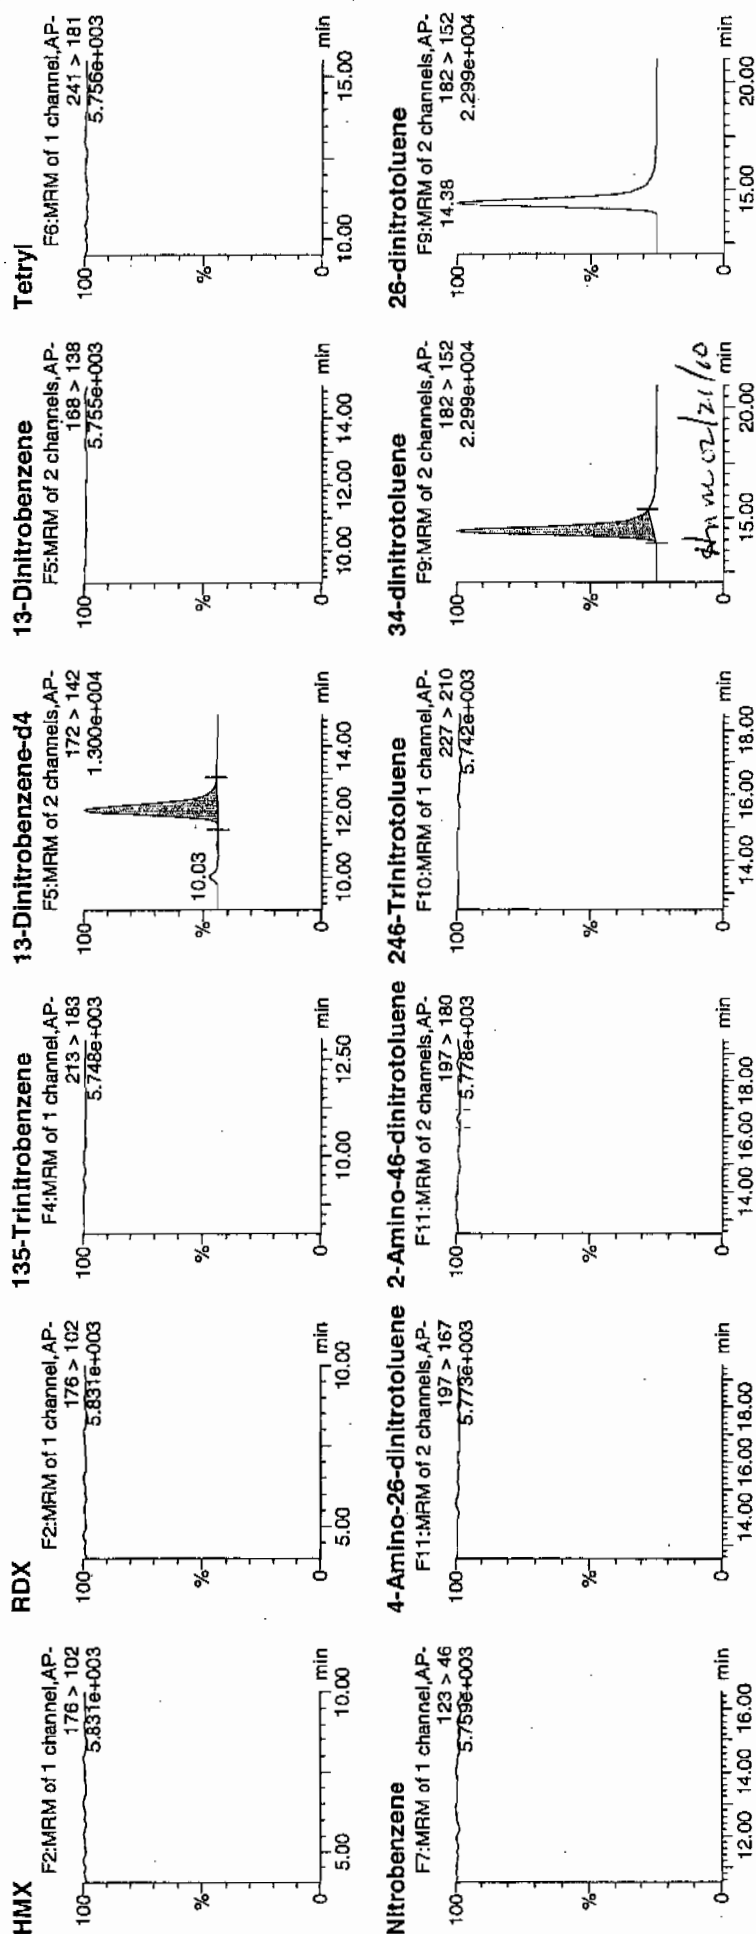 HMX
F2:MRM of 1 channel,AP-
176 > 102
5.831e+003
100
%
0
5.00 10.00 min
RDX
F2:MRM of 1 channel,AP-
176 > 102
5.831e+003
100
%
0
5.00 10.00 min
135-Trinitrobenzene
F4:MRM of 1 channel,AP-
213 > 183
5.748e+003
100
%
0
10.00 12.50 min
13-Dinitrobenzene-d4
F5:MRM of 2 channels,AP-
172 > 142
1.300e+004
100
%
10.03
0
10.00 12.00 14.00 min
13-Dinitrobenzene
F5:MRM of 2 channels,AP-
168 > 138
5.755e+003
100
%
0
10.00 12.00 14.00 min
Tetryl
F6:MRM of 1 channel,AP-
241 > 181
5.756e+003
100
%
0
10.00 15.00 min
Nitrobenzene
F7:MRM of 1 channel,AP-
123 > 46
5.759e+003
100
%
0
12.00 14.00 16.00 min
4-Amino-26-dinitrotoluene
F11:MRM of 2 channels,AP-
197 > 167
5.773e+003
100
%
0
14.00 16.00 18.00 min
2-Amino-46-dinitrotoluene
F11:MRM of 2 channels,AP-
197 > 180
5.778e+003
100
%
0
14.00 16.00 18.00 min
246-Trinitrotoluene
F10:MRM of 1 channel,AP-
227 > 210
5.742e+003
100
%
0
14.00 16.00 18.00 min
34-dinitrotoluene
F9:MRM of 2 channels,AP-
182 > 152
2.299e+004
100
%
02/21/10
0
15.00 20.00 min
26-dinitrotoluene
F9:MRM of 2 channels,AP-
14.38
182 > 152
2.299e+004
100
%
0
15.00 20.00 min